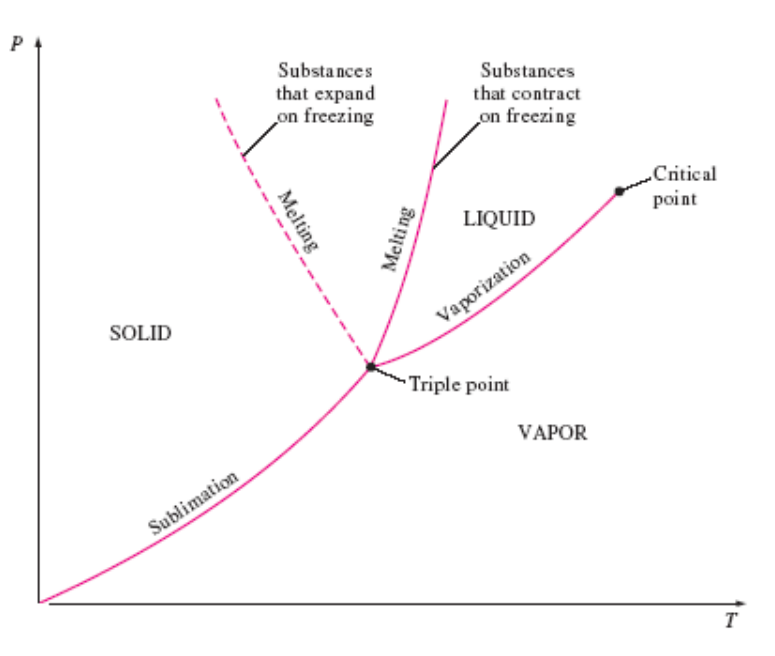 P
Substances
that expand
on freezing
Substances
that contract
on freezing
Critical
point
Melting
Melting
LIQUID
Vaporization
SOLID
Triple point
VAPOR
Sublimation
T